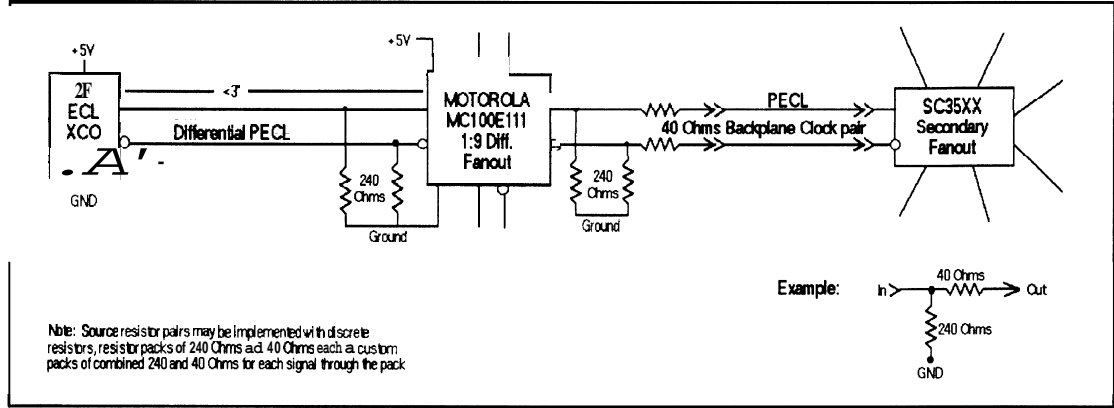 +5V
2F
ECL
XCO
<3"
Differential PECL
GND
240
Ohms
Ground
+5V
MOTOROLA
MC100E111
1:9 Diff.
Fanout
240
Ohms
Ground
PECL
40 Ohms Backplane Clock pair
SC35XX
Secondary
Fanout
Example:
In
40 Ohms
Out
240 Ohms
GND
Note: Source resistor pairs may be implemented with discrete
resistors, resistor packs of 240 Ohms and 40 Ohms each a custom
packs of combined 240 and 40 Ohms for each signal through the pack